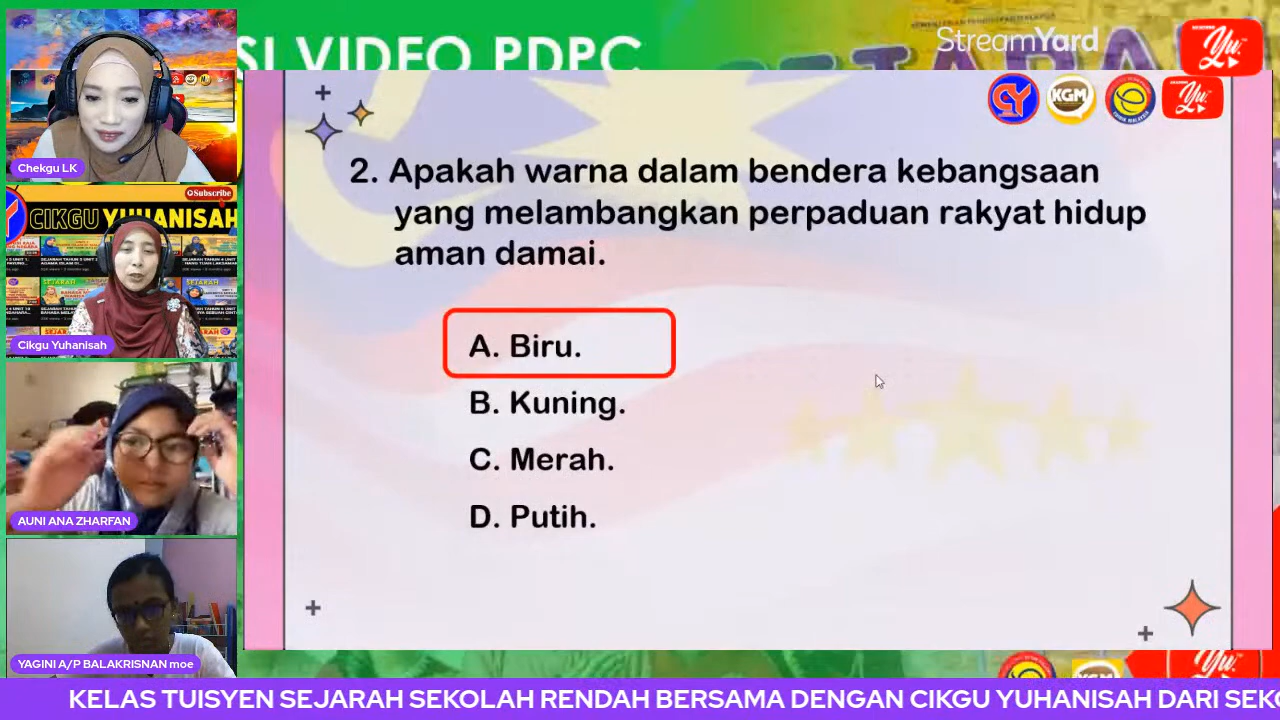 SI VIDEO PDPC
StreamYard
Yu
KGM
Yu
2. Apakah warna dalam bendera kebangsaan
yang melambangkan perpaduan rakyat hidup
aman damai.
A. Biru.
B. Kuning.
C. Merah.
D. Putih.
Chekgu LK
Subscribe
CIKGU YUHANISAH
Cikgu Yuhanisah
AUNI ANA ZHARFAN
YAGINI A/P BALAKRISNAN moe
KELAS TUISYEN SEJARAH SEKOLAH RENDAH BERSAMA DENGAN CIKGU YUHANISAH DARI SEK